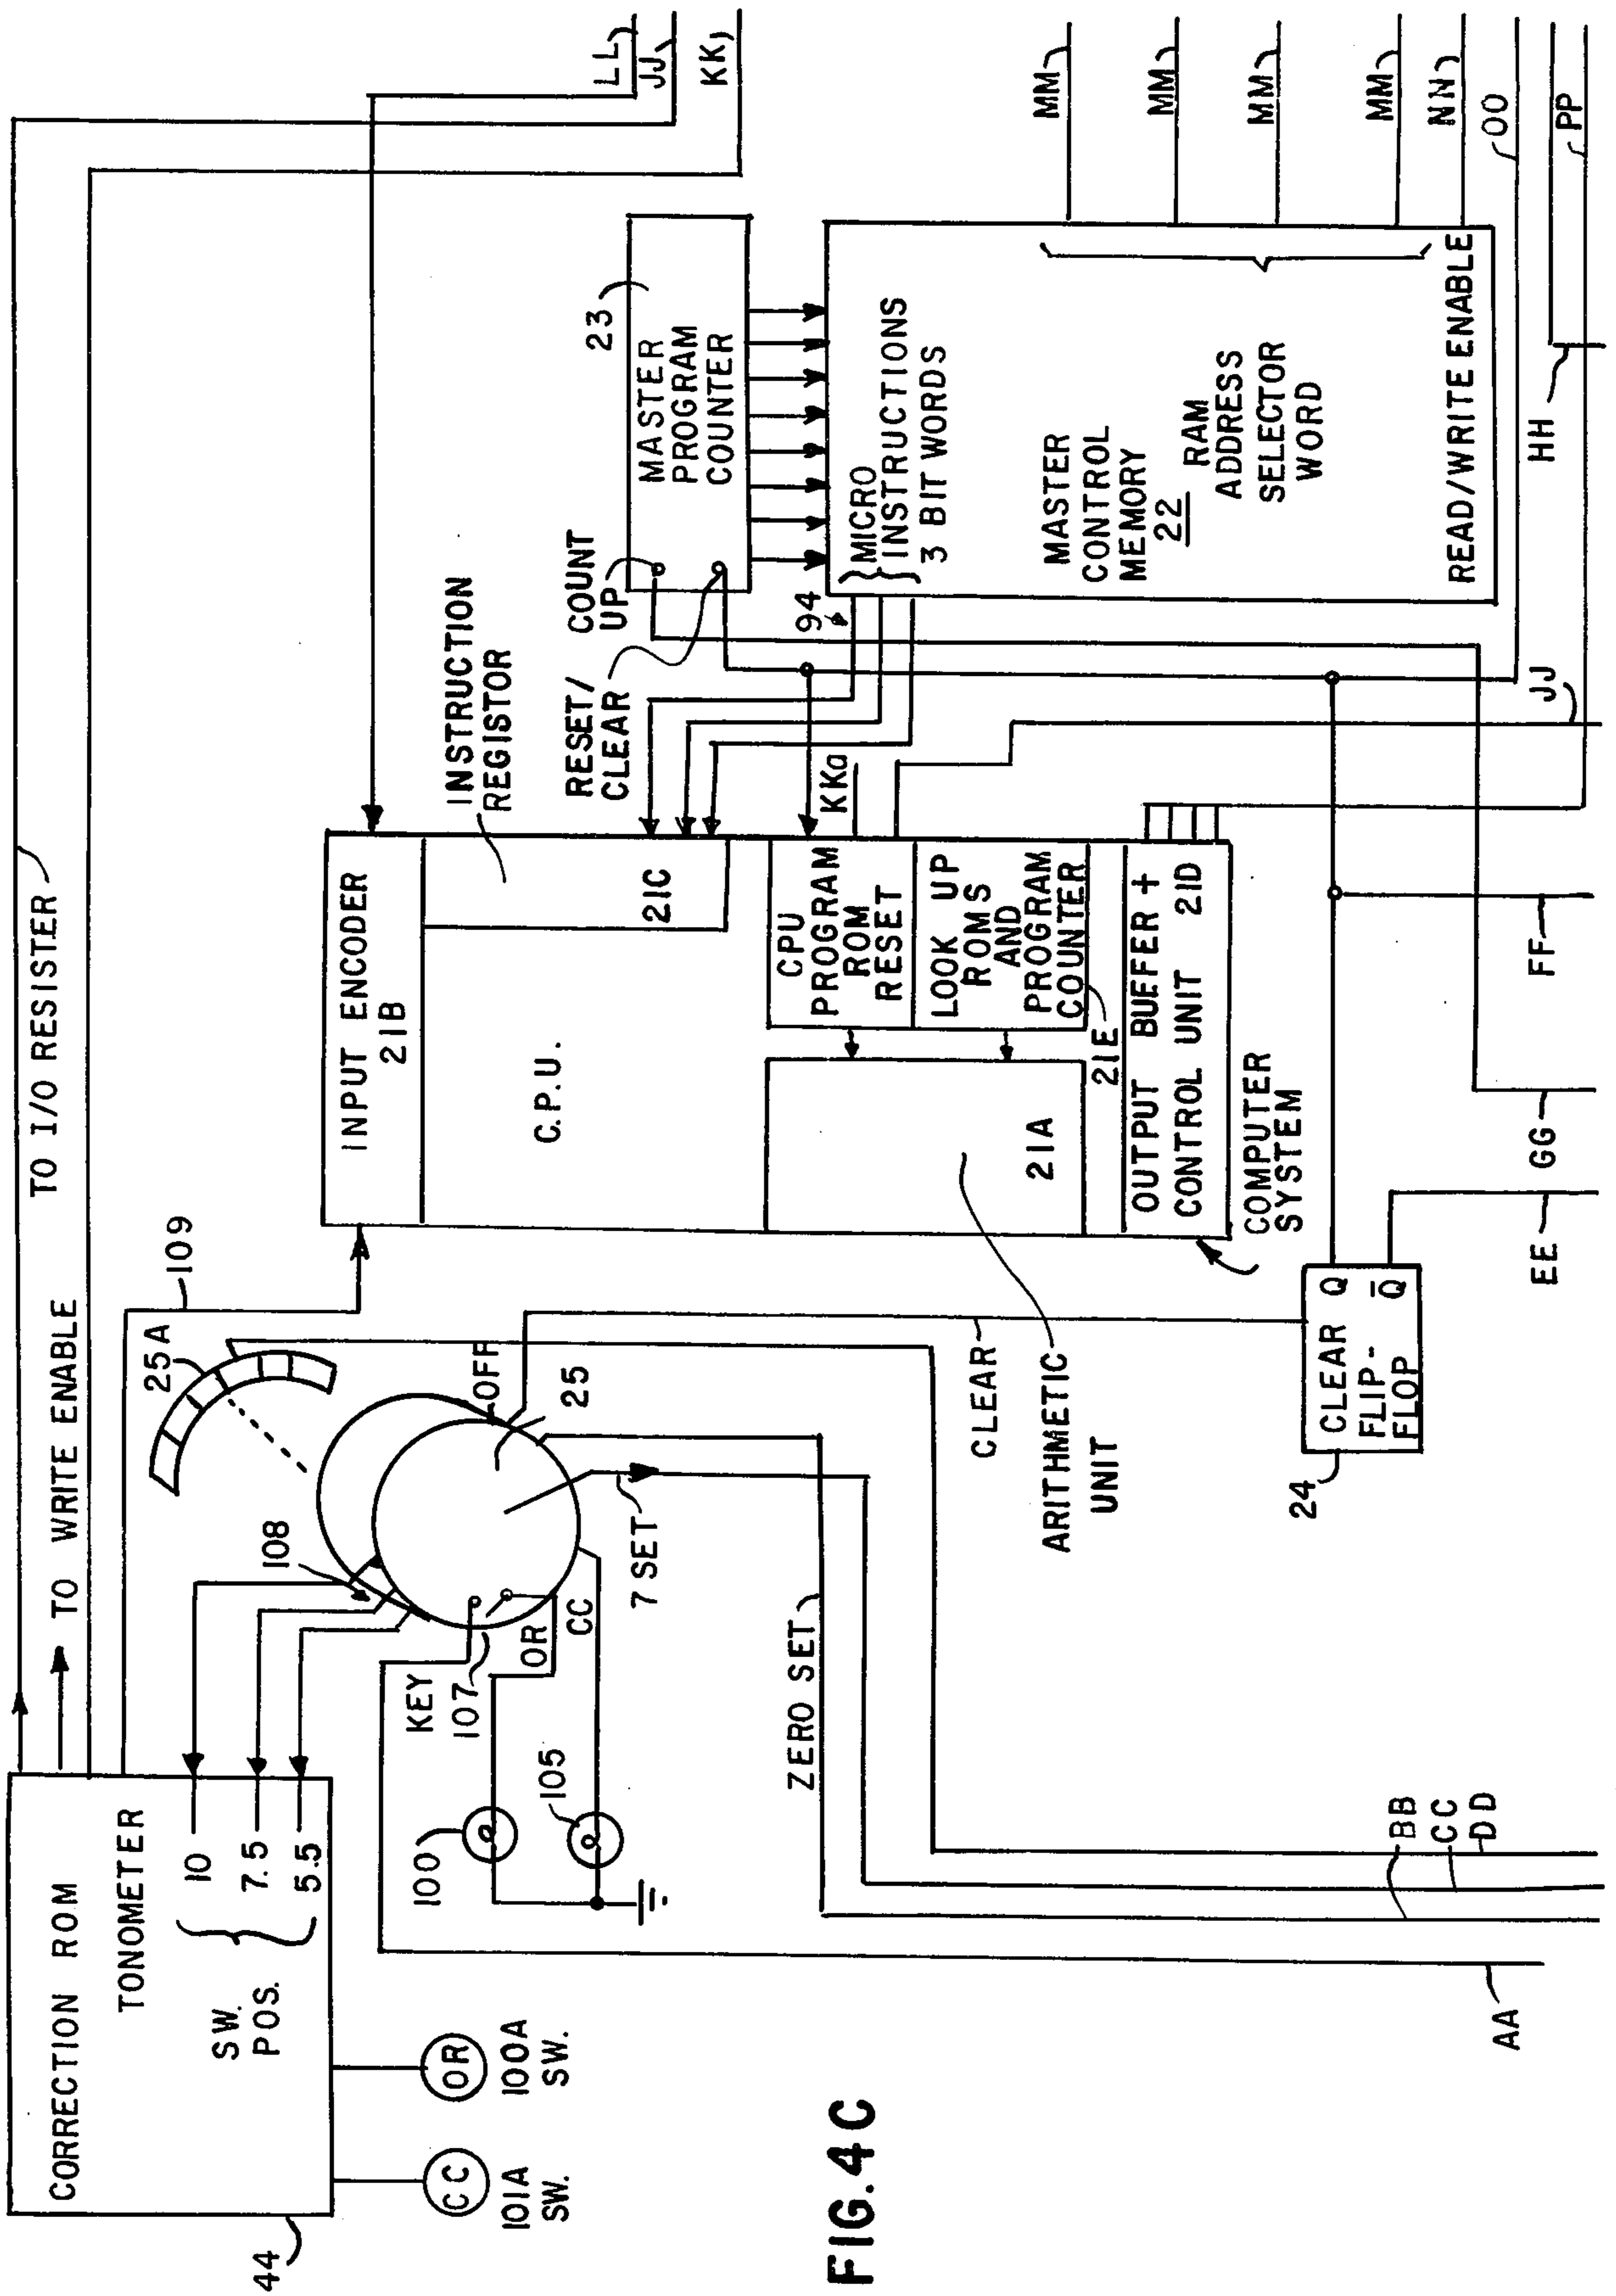 TO I/O RESISTER
TO WRITE ENABLE
LL
JJ
KK
109
25A
CORRECTION ROM
TONOMETER
10
7.5
5.5
SW.
POS.
44
CC
101A
SW.
OR
100A
SW.
108
KEY
107
OR
CC
100
105
OFF
25
7 SET
ZERO SET
CLEAR
ARITHMETIC
UNIT
INPUT ENCODER
21B
C.P.U.
INSTRUCTION
REGISTOR
21C
CPU
PROGRAM
ROM
RESET
LOOK UP
ROMS
AND
PROGRAM
COUNTER
21E
21A
OUTPUT BUFFER +
CONTROL UNIT 21D
COMPUTER
SYSTEM
KKa
RESET/
CLEAR
COUNT
UP
23
MASTER
PROGRAM
COUNTER
94
MICRO
INSTRUCTIONS
3 BIT WORDS
MASTER
CONTROL
MEMORY
22
RAM
ADDRESS
SELECTOR
WORD
READ/WRITE ENABLE
MM
MM
MM
MM
NN
OO
PP
HH
JJ
FF
GG
EE
CLEAR Q
FLIP- Q
FLOP
24
BB
CC
DD
AA
FIG. 4C